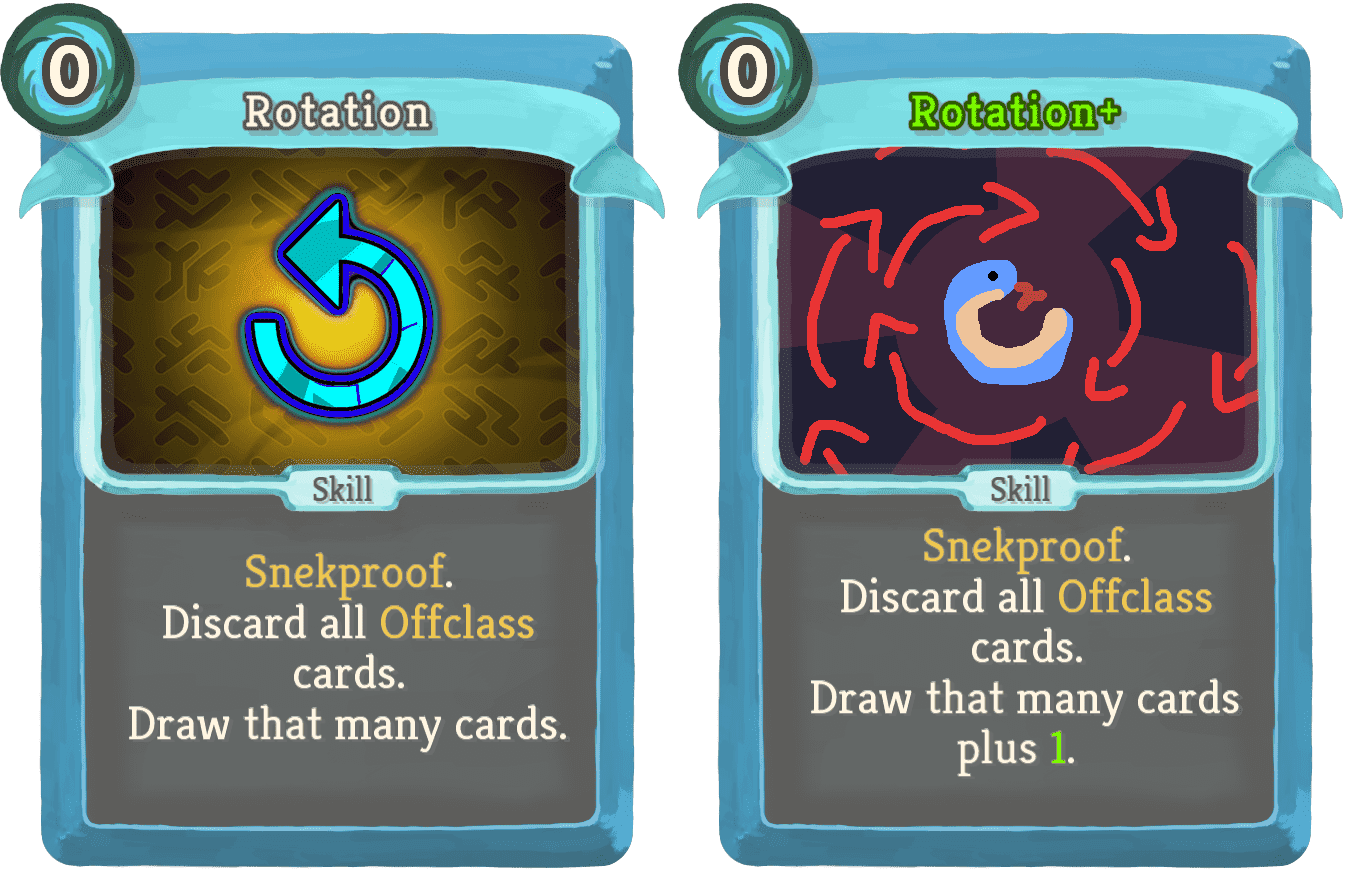 0
Rotation
Skill
Snekproof.
Discard all Offclass
cards.
Draw that many cards.
0
Rotation+
Skill
Snekproof.
Discard all Offclass
cards.
Draw that many cards
plus 1.